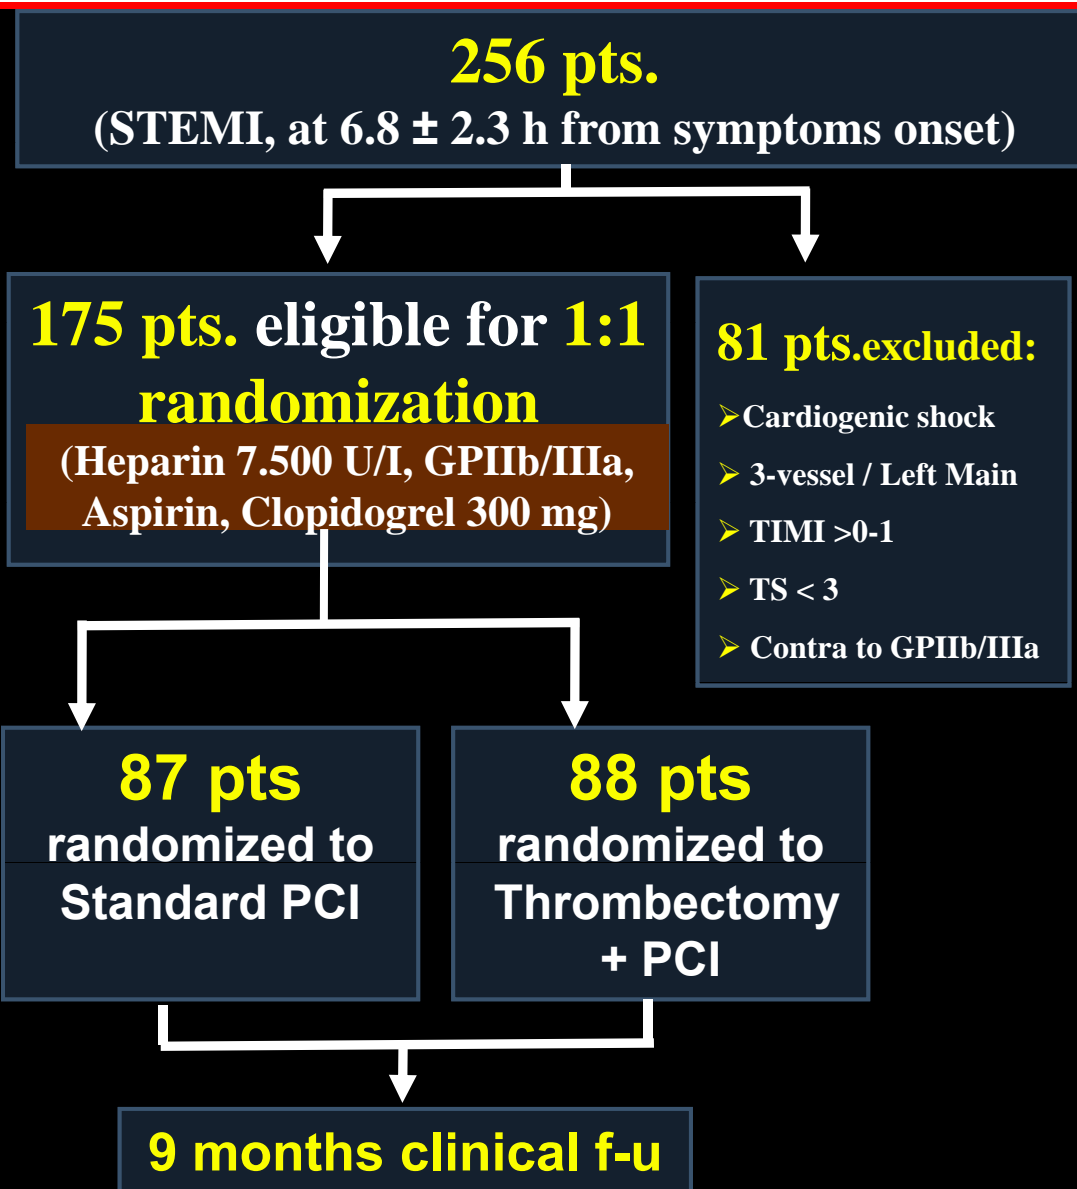 256 pts.
(STEMI, at 6.8 ± 2.3 h from symptoms onset)
175 pts. eligible for 1:1
randomization
(Heparin 7.500 U/I, GPIIb/IIIa,
Aspirin, Clopidogrel 300 mg)
81 pts.excluded:
➢Cardiogenic shock
➢ 3-vessel / Left Main
➢ TIMI >0-1
➢ TS < 3
➢ Contra to GPIIb/IIIa
87 pts
randomized to
Standard PCI
88 pts
randomized to
Thrombectomy
+ PCI
9 months clinical f-u